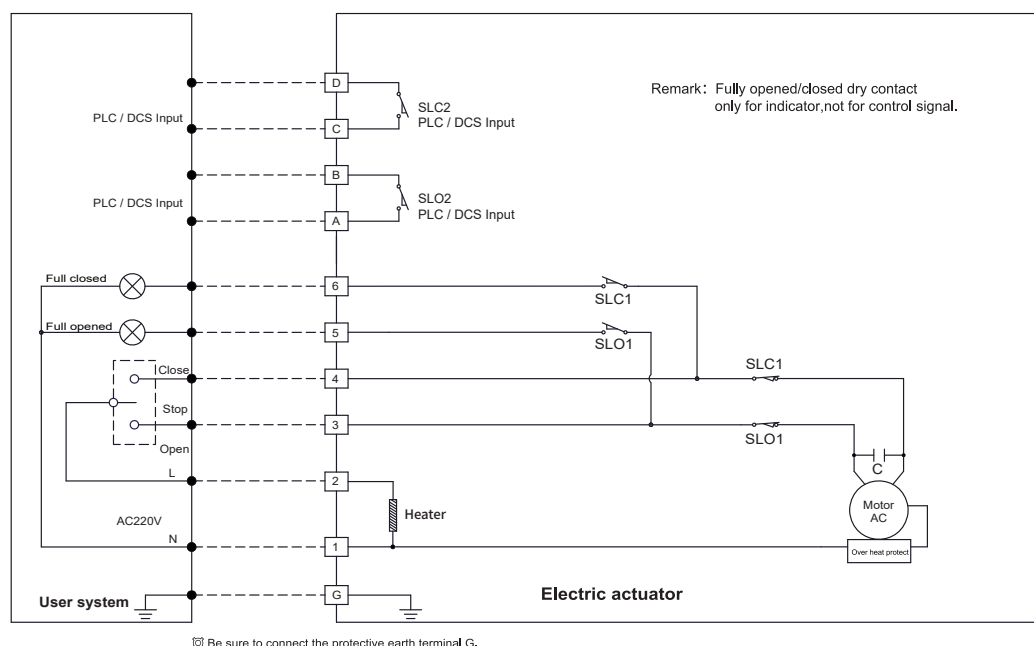 D
Remark: Fully opened/closed dry contact
only for indicator,not for control signal.
SLC2
PLC / DCS Input
PLC / DCS Input
C
B
SLO2
PLC / DCS Input
PLC / DCS Input
A
Full closed
6
SLC1
Full opened
5
SLO1
Close
4
SLC1
Stop
3
SLO1
Open
L
2
C
Heater
Motor
AC
AC220V
N
1
Over heat protect
User system
G
Electric actuator
Be sure to connect the protective earth terminal G.